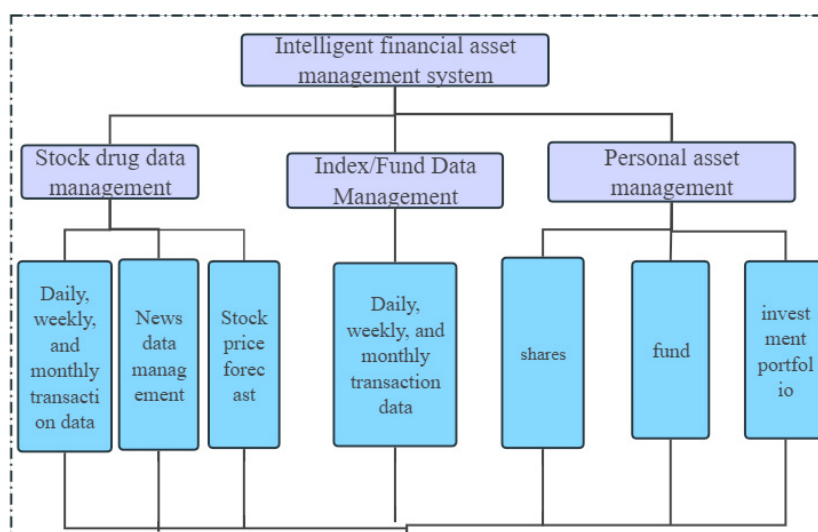 Intelligent financial asset
management system
Stock drug data
management
Index/Fund Data
Management
Personal asset
management
Daily,
weekly,
and
monthly
transacti
on data
News
data
manag
ement
Stock
price
forec
ast
Daily,
weekly, and
monthly
transaction
data
shares
fund
invest
ment
portfol
io